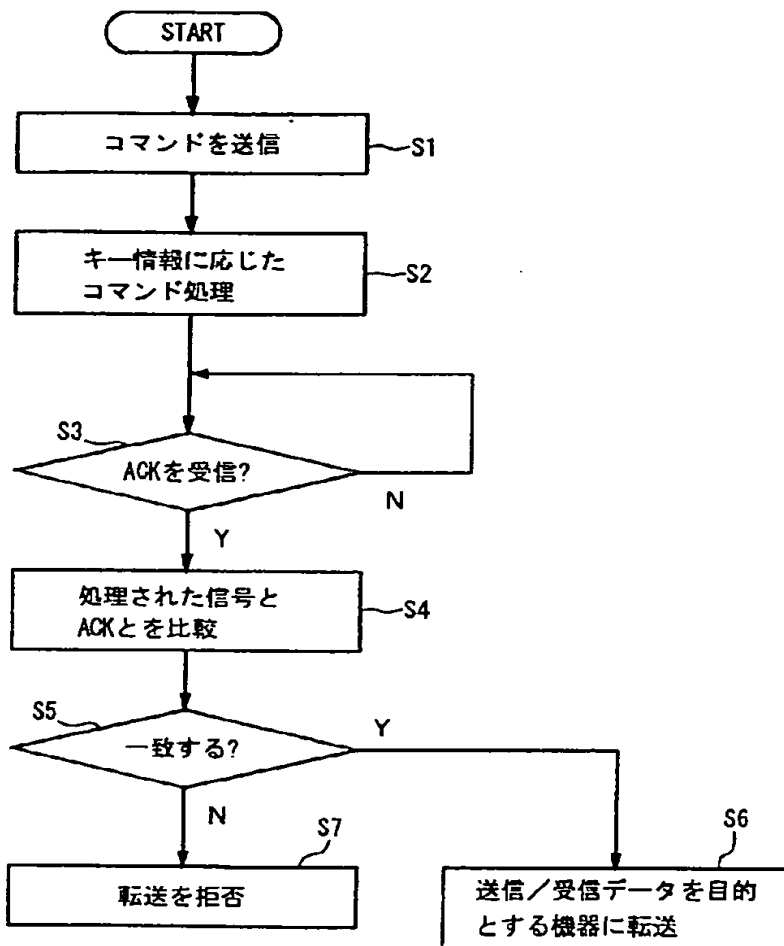 START
コマンドを送信
S1
キー情報に応じた
コマンド処理
S2
S3
ACKを受信?
N
Y
処理された信号と
ACKとを比較
S4
S5
一致する?
Y
N
S7
転送を拒否
S6
送信／受信データを目的
とする機器に転送